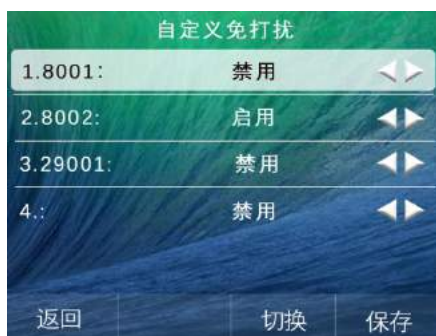 自定义免打扰
1.8001: 禁用
2.8002: 启用
3.29001: 禁用
4.: 禁用
返回 切换 保存